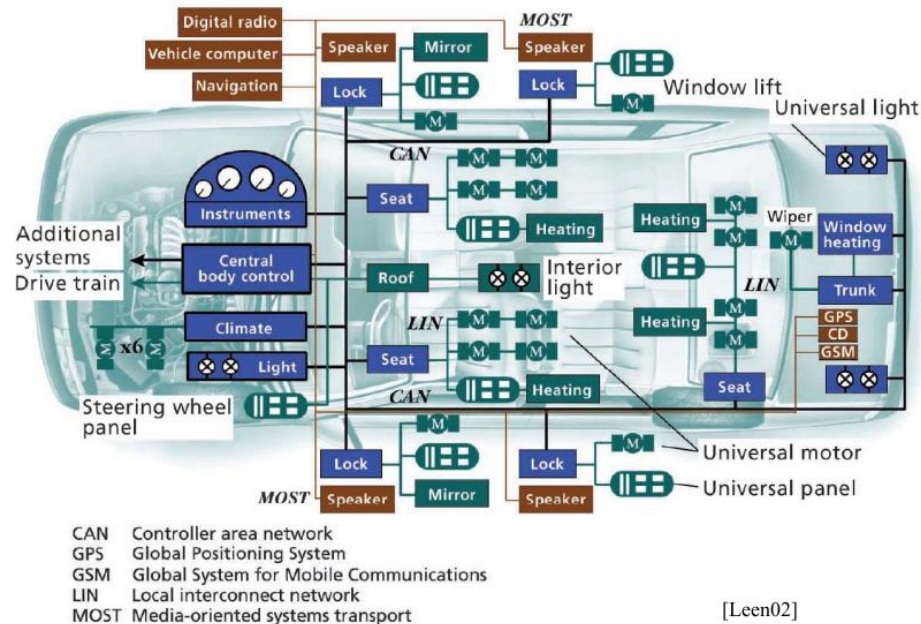 Digital radio
MOST
Vehicle computer
Speaker
Mirror
Speaker
Navigation
Lock
Lock
M
M
Window lift
Universal light
CAN
M
M
Seat
M
M
Instruments
Heating
Heating
M
M
Wiper
M
Window heating
Additional systems
Drive train
Central body control
Roof
Interior light
LIN
Trunk
Climate
LIN
M
M
Heating
M
GPS
CD
GSM
M
x6
M
Light
Seat
M
M
M
Steering wheel panel
CAN
Heating
Seat
M
M
Universal motor
Lock
Lock
Universal panel
MOST
Speaker
Mirror
Speaker
CAN Controller area network
GPS Global Positioning System
GSM Global System for Mobile Communications
LIN Local interconnect network
MOST Media-oriented systems transport
[Leen02]